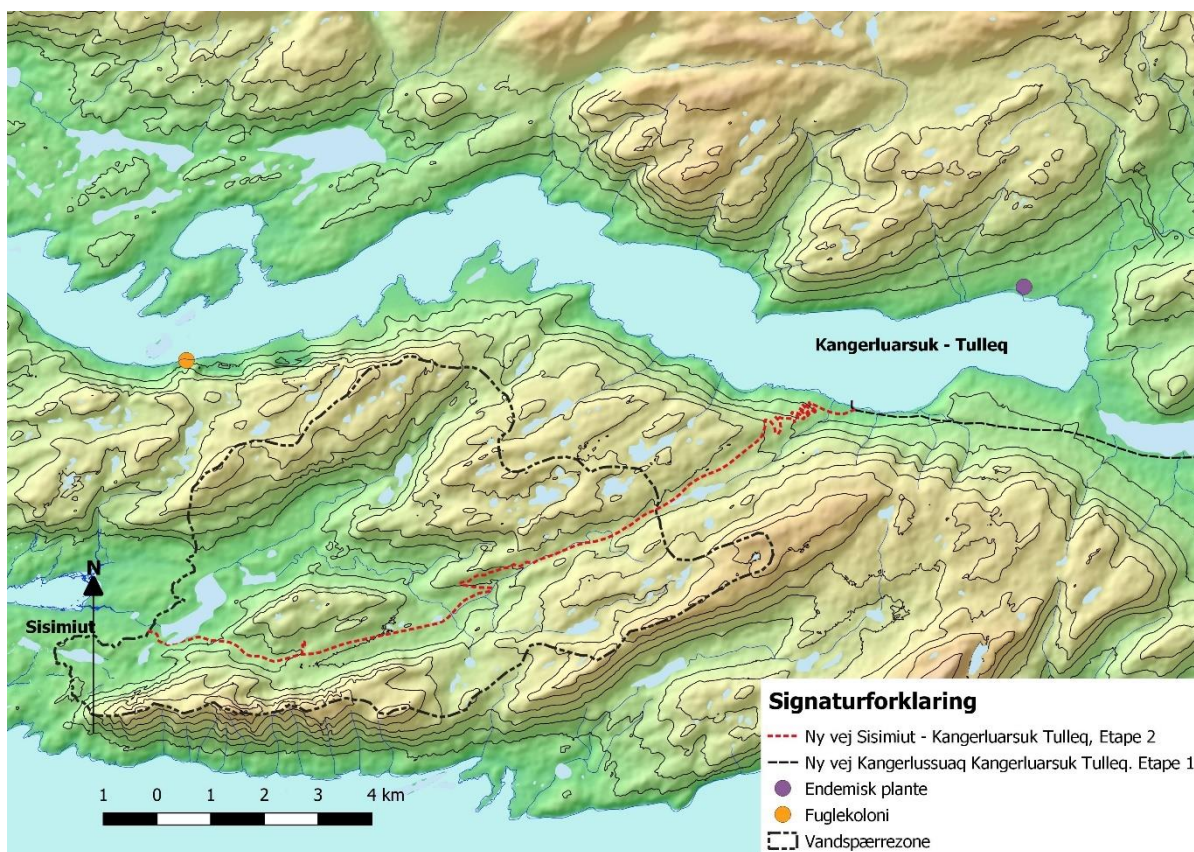 Kangerluarsuk - Tulleq
N
Sisimiut
Signaturforklaring
Ny vej Sisimiut - Kangerluarsuk Tulleq, Etape 2
Ny vej Kangerlussuaq Kangerluarsuk Tulleq. Etape 1
Endemisk plante
Fuglekoloni
Vandspærrezone
1 0 1 2 3 4 km